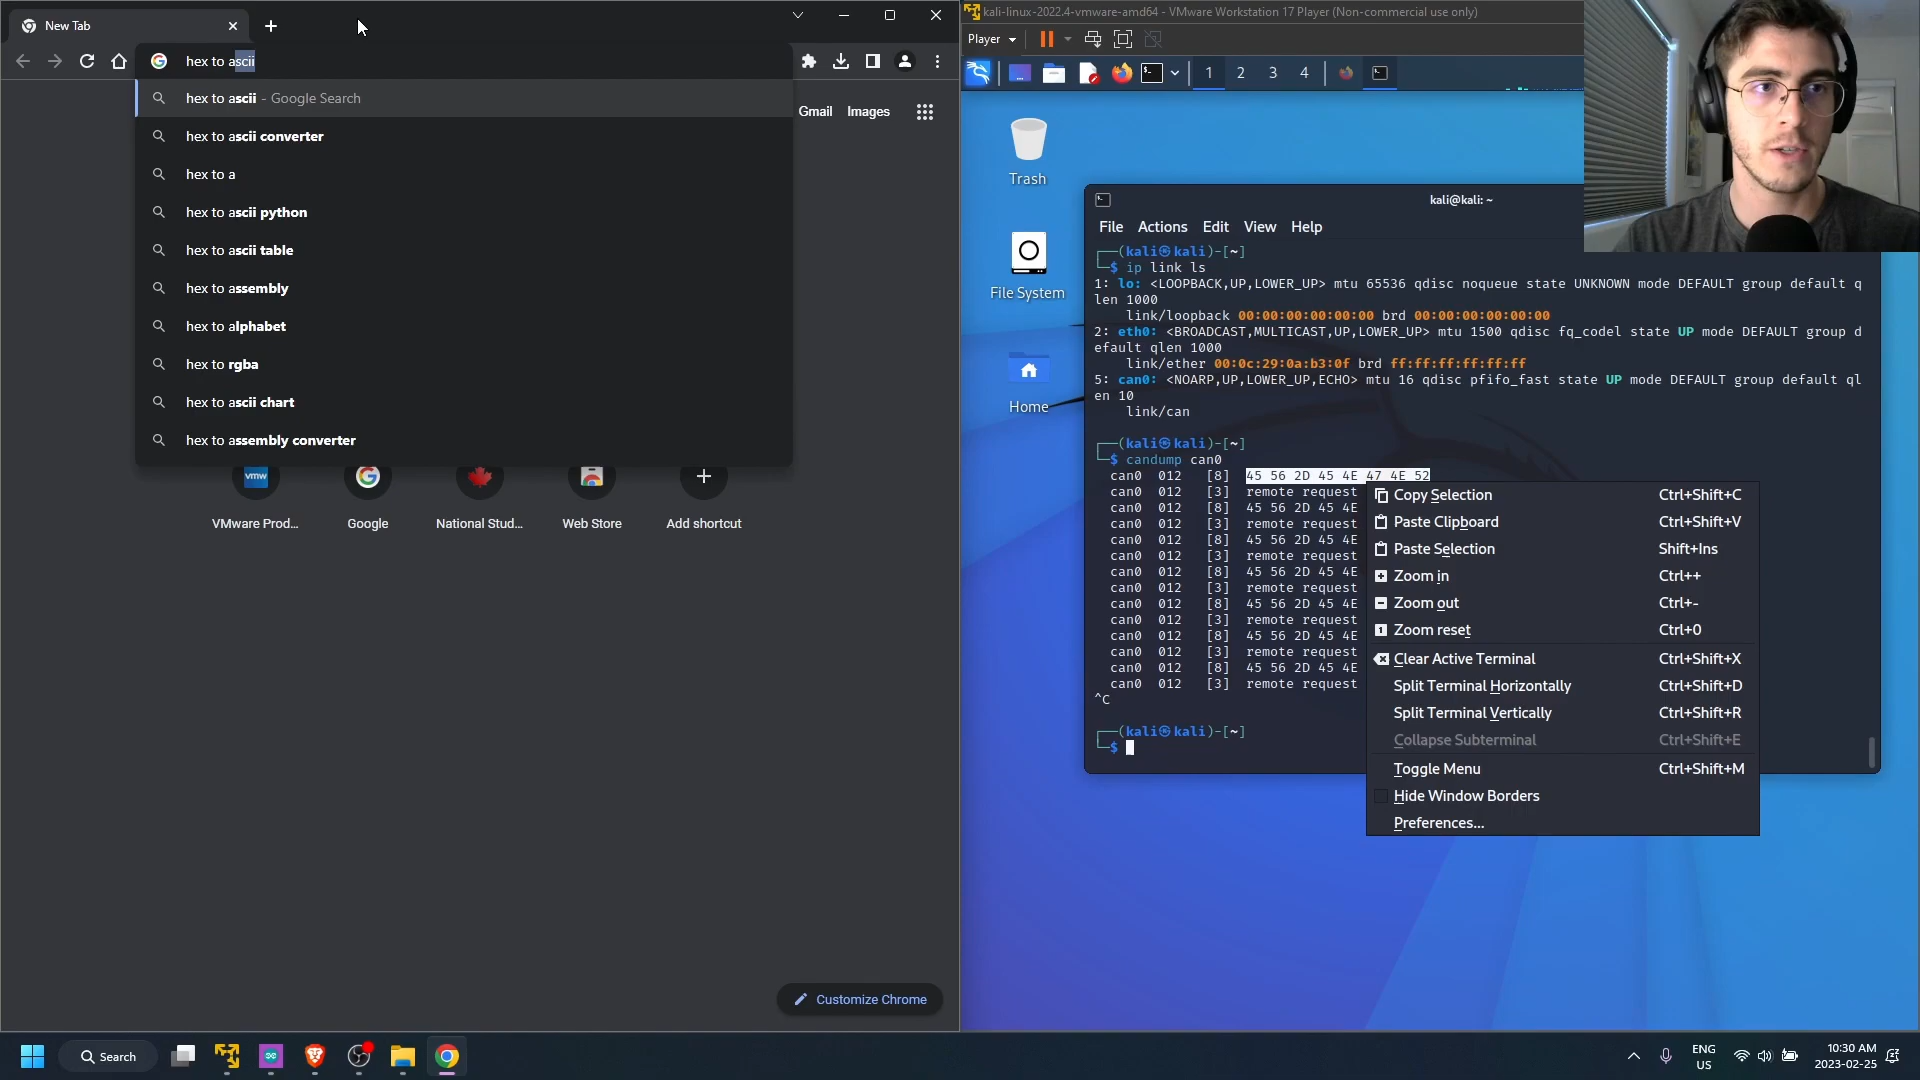 New Tab
hex to ascii
hex to ascii - Google Search
hex to ascii converter
hex to a
hex to ascii python
hex to ascii table
hex to assembly
hex to alphabet
hex to rgba
hex to ascii chart
hex to assembly converter
Gmail Images
vmw
VMware Prod...
Google
National Stud...
Web Store
Add shortcut
Customize Chrome
kali-linux-2022.4-vmware-amd64 - VMware Workstation 17 Player (Non-commercial use only)
Player
1 2 3 4
Trash
File System
Home
kali@kali: ~
File Actions Edit View Help
(kali㉿kali)-[~]
$ ip link ls
1: lo: <LOOPBACK,UP,LOWER_UP> mtu 65536 qdisc noqueue state UNKNOWN mode DEFAULT group default q
len 1000
link/loopback 00:00:00:00:00:00 brd 00:00:00:00:00:00
2: eth0: <BROADCAST,MULTICAST,UP,LOWER_UP> mtu 1500 qdisc fq_codel state UP mode DEFAULT group d
efault qlen 1000
link/ether 00:0c:29:0a:b3:0f brd ff:ff:ff:ff:ff:ff
5: can0: <NOARP,UP,LOWER_UP,ECHO> mtu 16 qdisc pfifo_fast state UP mode DEFAULT group default ql
en 10
link/can
(kali㉿kali)-[~]
$ candump can0
can0 012 [8] 45 56 2D 45 4E 47 4E 52
can0 012 [3] remote request
can0 012 [8] 45 56 2D 45 4E
can0 012 [3] remote request
can0 012 [8] 45 56 2D 45 4E
can0 012 [3] remote request
can0 012 [8] 45 56 2D 45 4E
can0 012 [3] remote request
can0 012 [8] 45 56 2D 45 4E
can0 012 [3] remote request
can0 012 [8] 45 56 2D 45 4E
can0 012 [3] remote request
can0 012 [8] 45 56 2D 45 4E
can0 012 [3] remote request
^C
(kali㉿kali)-[~]
$
Copy Selection Ctrl+Shift+C
Paste Clipboard Ctrl+Shift+V
Paste Selection Shift+Ins
Zoom in Ctrl++
Zoom out Ctrl+-
Zoom reset Ctrl+0
Clear Active Terminal Ctrl+Shift+X
Split Terminal Horizontally Ctrl+Shift+D
Split Terminal Vertically Ctrl+Shift+R
Collapse Subterminal Ctrl+Shift+E
Toggle Menu Ctrl+Shift+M
Hide Window Borders
Preferences...
Search
ENG
US
10:30 AM
2023-02-25